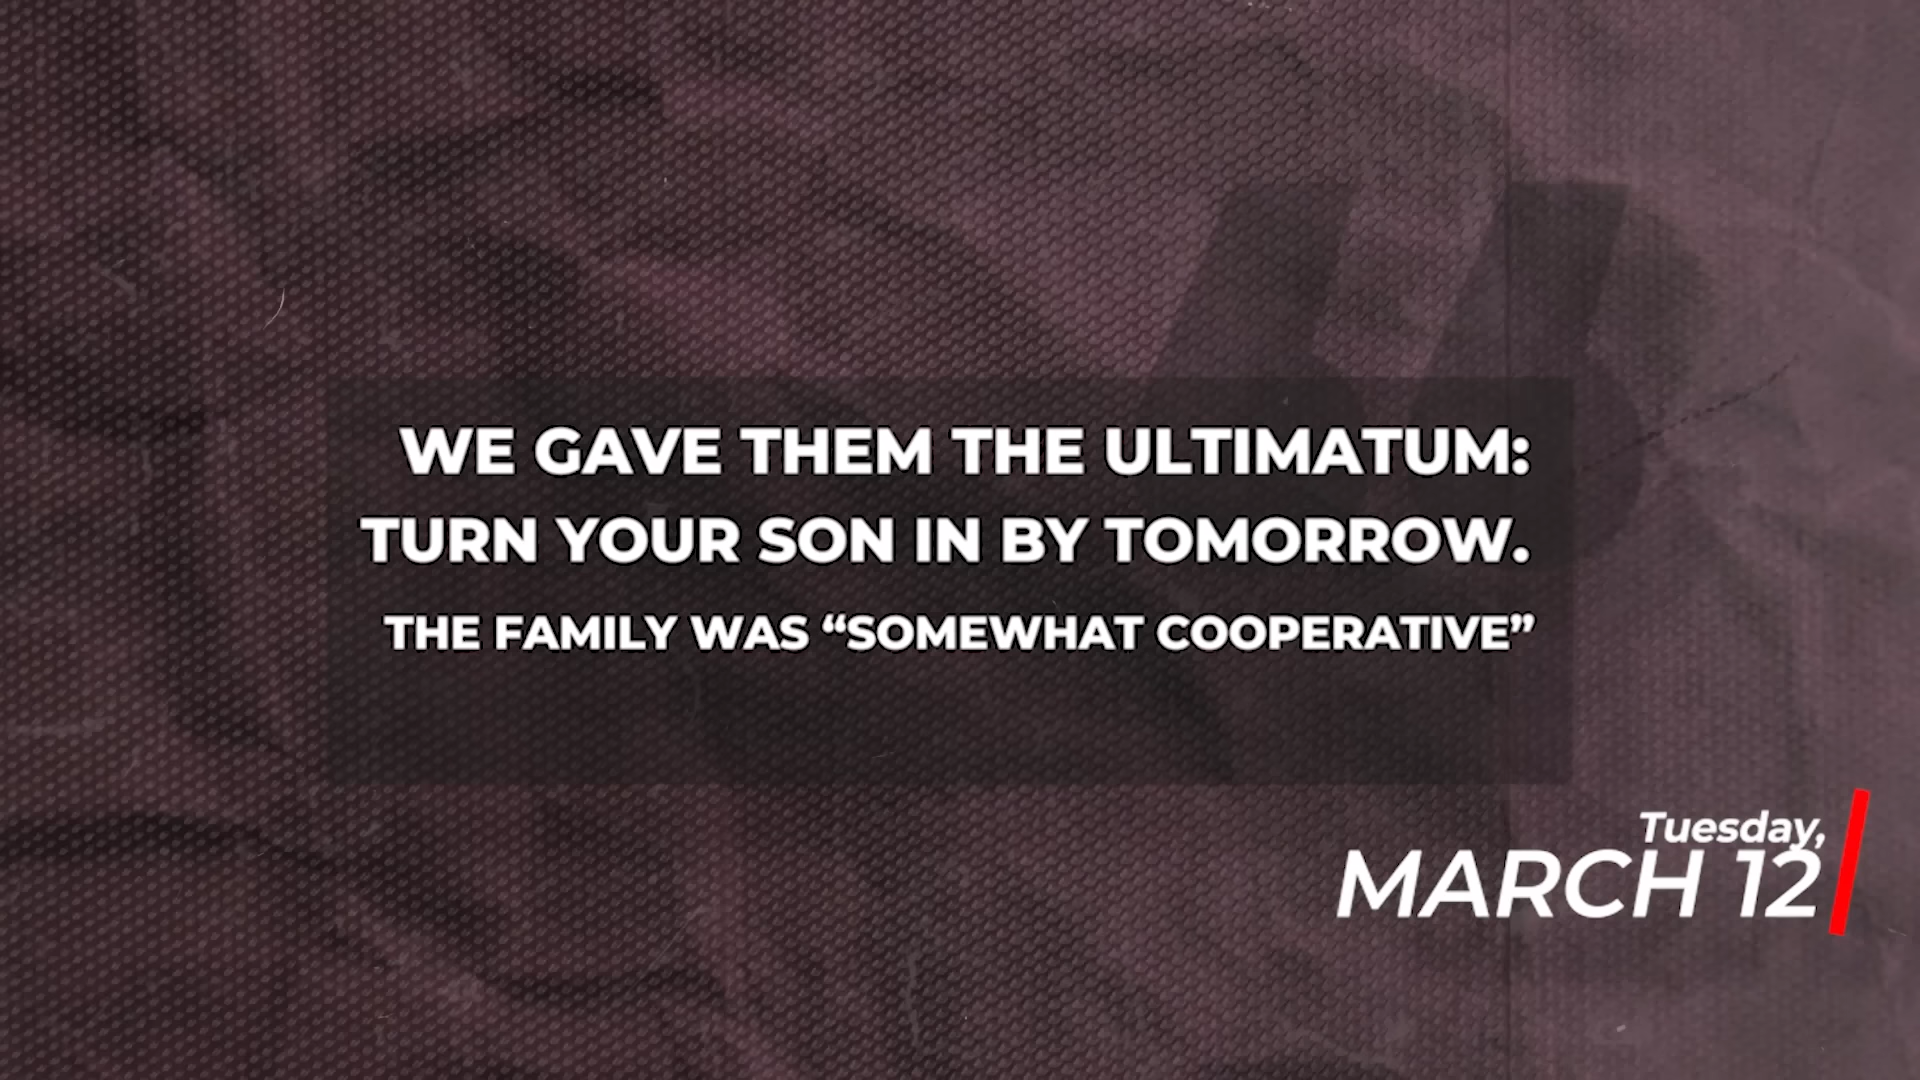 WE GAVE THEM THE ULTIMATUM:
TURN YOUR SON IN BY TOMORROW.
THE FAMILY WAS “SOMEWHAT COOPERATIVE”
Tuesday,
MARCH 12